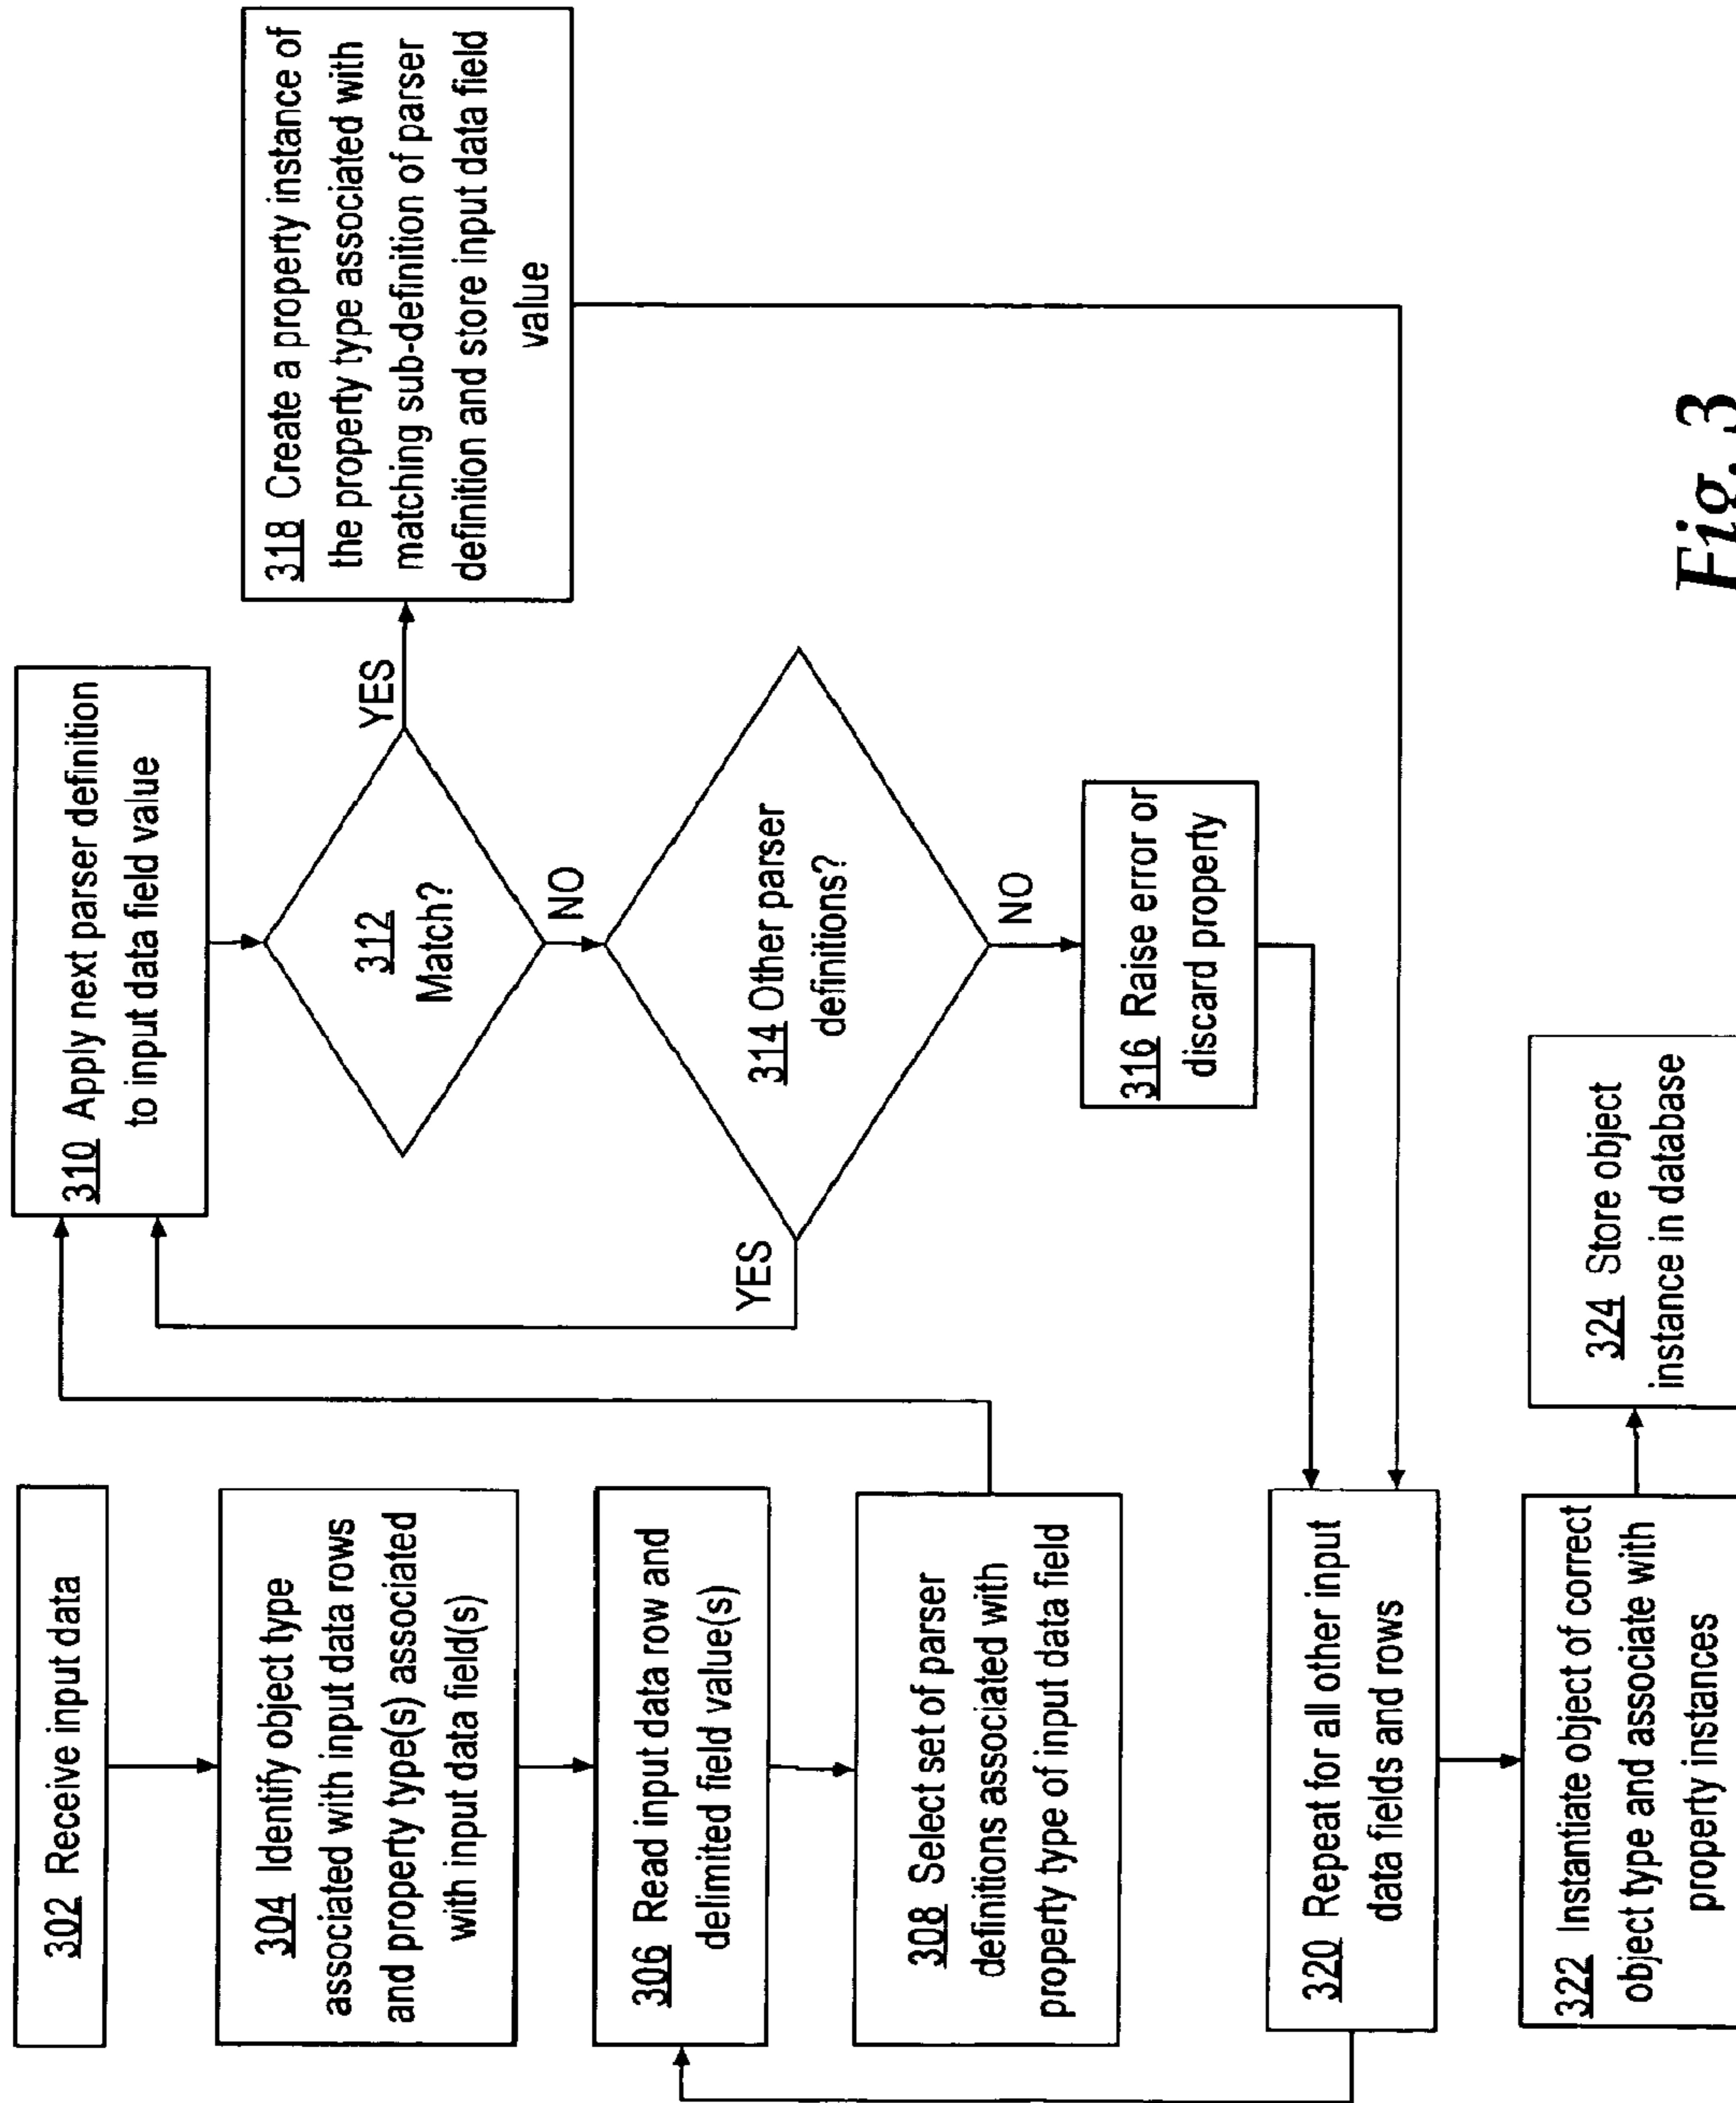 302 Receive input data
304 Identify object type
associated with input data rows
and property type(s) associated
with input data field(s)
306 Read input data row and
delimited field value(s)
308 Select set of parser
definitions associated with
property type of input data field
310 Apply next parser definition
to input data field value
312
Match?
YES
NO
314 Other parser
definitions?
YES
NO
316 Raise error or
discard property
318 Create a property instance of
the property type associated with
matching sub-definition of parser
definition and store input data field
value
320 Repeat for all other input
data fields and rows
322 Instantiate object of correct
object type and associate with
property instances
324 Store object
instance in database
Fig. 3